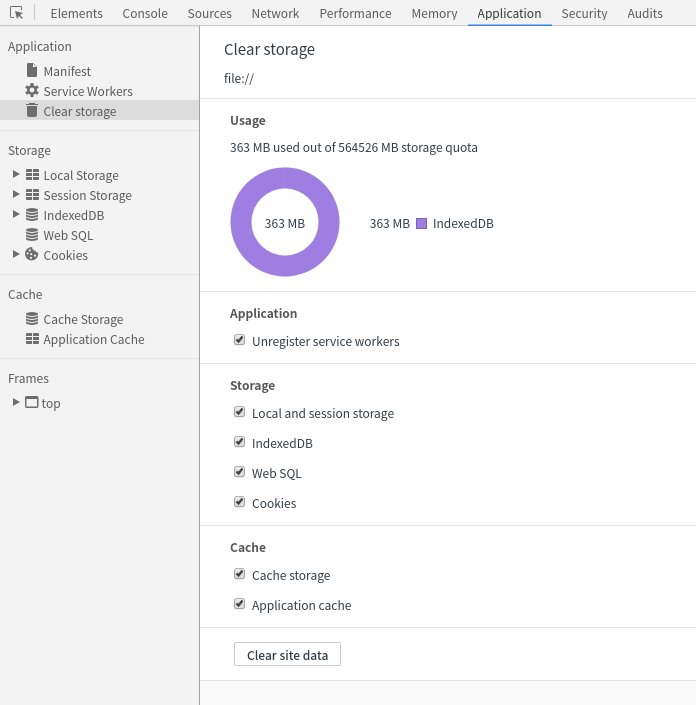 Elements Console Sources Network Performance Memory Application Security Audits
Application
Manifest
Service Workers
Clear storage
Storage
Local Storage
Session Storage
IndexedDB
Web SQL
Cookies
Cache
Cache Storage
Application Cache
Frames
top
Clear storage
file://
Usage
363 MB used out of 564526 MB storage quota
363 MB
363 MB IndexedDB
Application
Unregister service workers
Storage
Local and session storage
IndexedDB
Web SQL
Cookies
Cache
Cache storage
Application cache
Clear site data